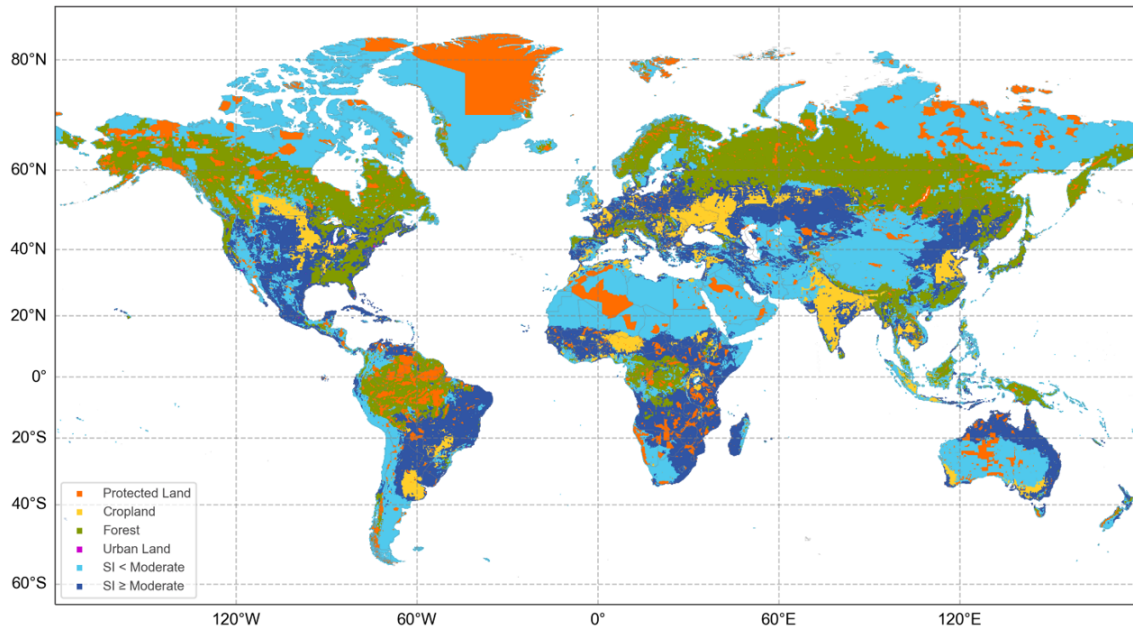 80°N
60°N
40°N
20°N
0°
20°S
40°S
60°S
Protected Land
Cropland
Forest
Urban Land
SI < Moderate
SI ≥ Moderate
120°W
60°W
0°
60°E
120°E